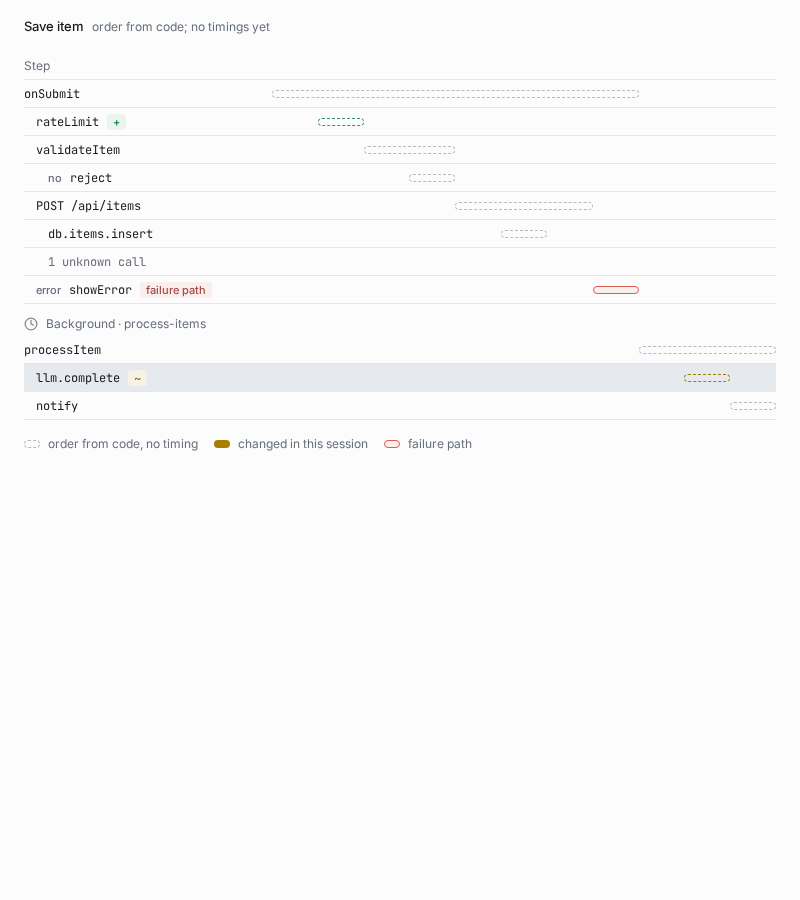 Save item order from code; no timings yet
Step
onSubmit
rateLimit +
validateItem
no reject
POST /api/items
db.items.insert
1 unknown call
error showError failure path
Background · process-items
processItem
llm.complete ~
notify
order from code, no timing changed in this session failure path